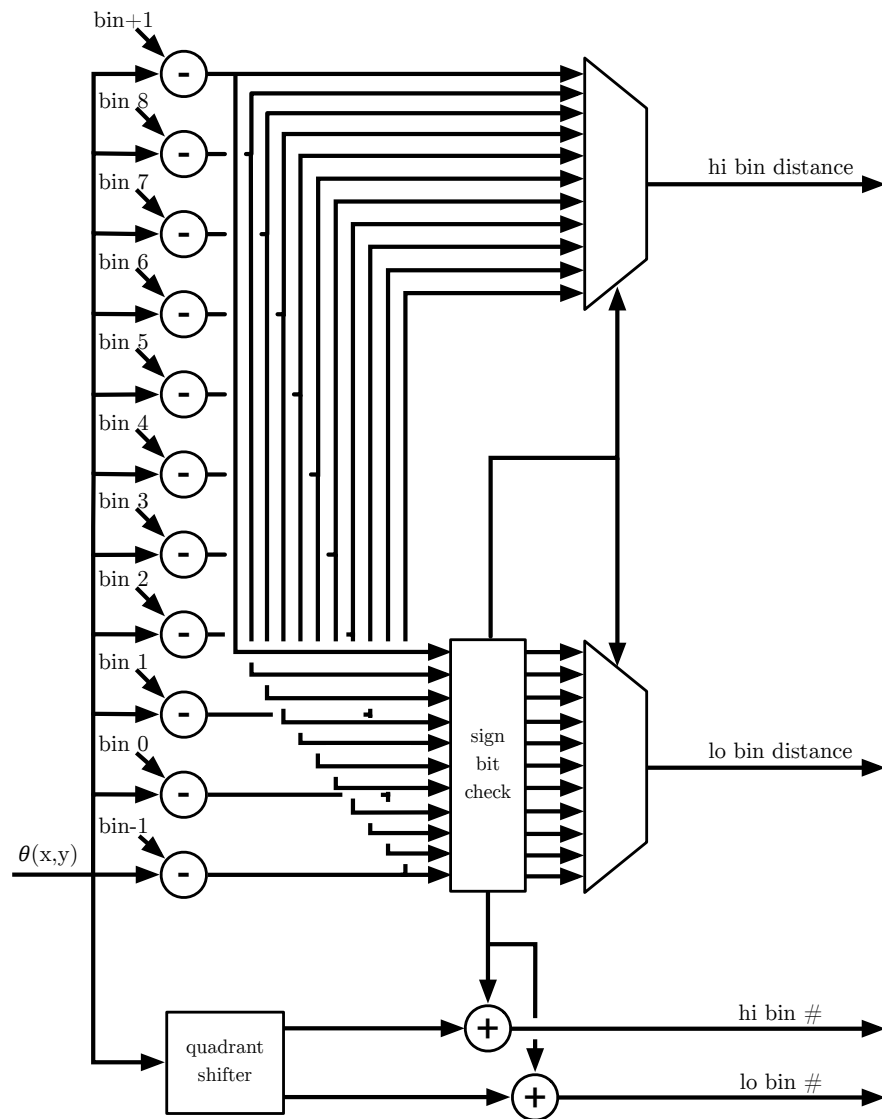 bin+1
-
bin 8
-
hi bin distance
bin 7
-
bin 6
-
bin 5
-
bin 4
-
bin 3
-
bin 2
-
bin 1
-
sign
bit
check
bin 0
-
lo bin distance
bin-1
θ(x,y)
-
hi bin #
+
quadrant
shifter
lo bin #
+